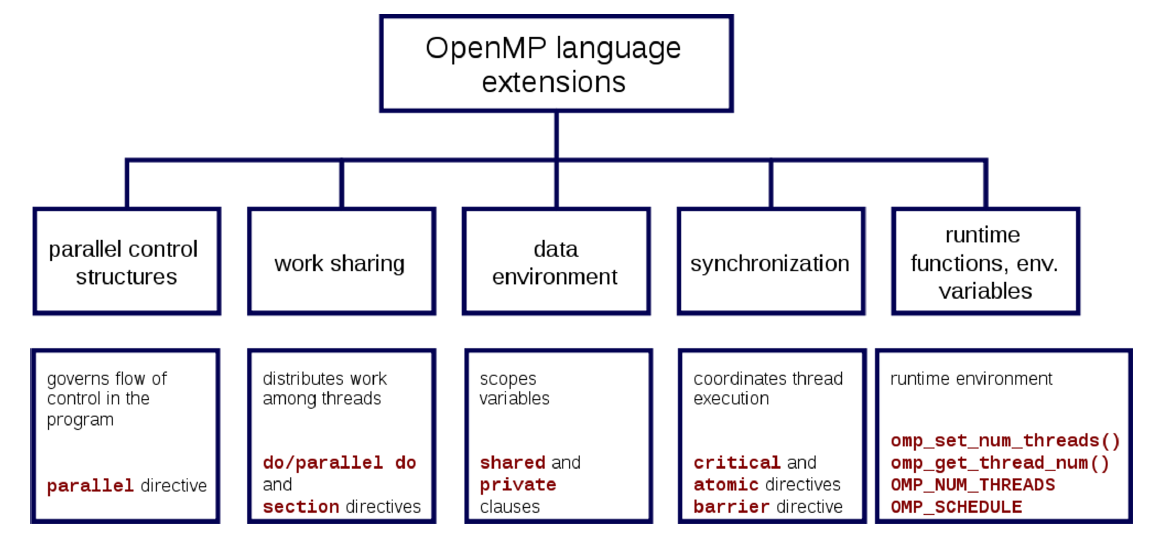 OpenMP language
extensions
parallel control
structures
work sharing
data
environment
synchronization
runtime
functions, env.
variables
governs flow of
control in the
program
parallel directive
distributes work
among threads
do/parallel do
and
section directives
scopes
variables
shared and
private
clauses
coordinates thread
execution
critical and
atomic directives
barrier directive
runtime environment
omp_set_num_threads()
omp_get_thread_num()
OMP_NUM_THREADS
OMP_SCHEDULE